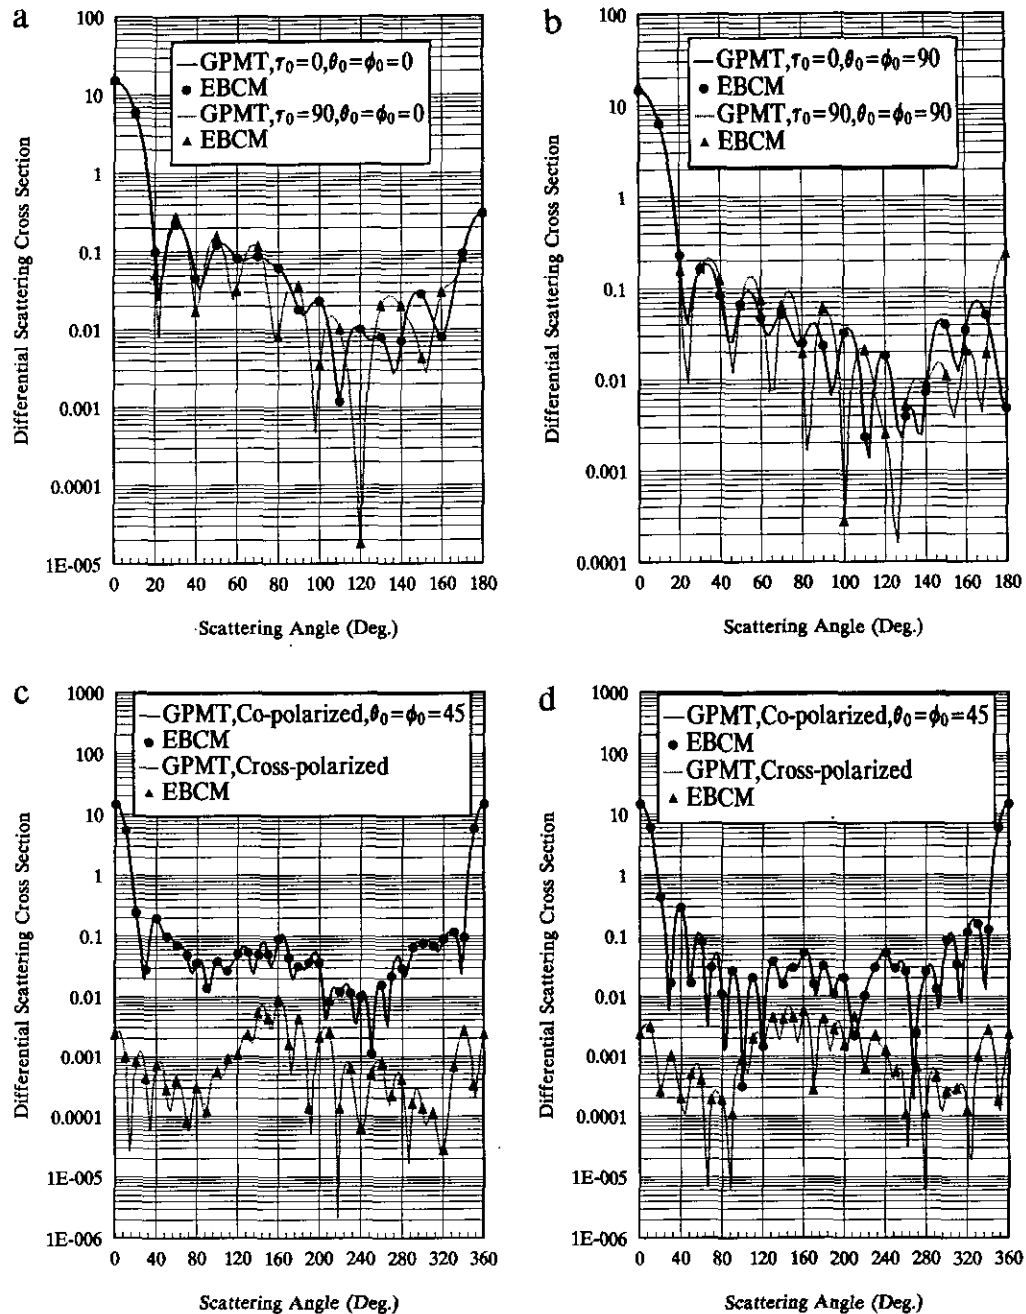 a
Differential Scattering Cross Section
100
10
1
0.1
0.01
0.001
0.0001
1E-005
GPMT,τ₀=0,θ₀=ϕ₀=0
EBCM
GPMT,τ₀=90,θ₀=ϕ₀=0
EBCM
0 20 40 60 80 100 120 140 160 180
Scattering Angle (Deg.)
b
Differential Scattering Cross Section
100
10
1
0.1
0.01
0.001
0.0001
GPMT,τ₀=0,θ₀=ϕ₀=90
EBCM
GPMT,τ₀=90,θ₀=ϕ₀=90
EBCM
0 20 40 60 80 100 120 140 160 180
Scattering Angle (Deg.)
c
Differential Scattering Cross Section
1000
100
10
1
0.1
0.01
0.001
0.0001
1E-005
1E-006
GPMT,Co-polarized,θ₀=ϕ₀=45
EBCM
GPMT,Cross-polarized
EBCM
0 40 80 120 160 200 240 280 320 360
Scattering Angle (Deg.)
d
Differential Scattering Cross Section
1000
100
10
1
0.1
0.01
0.001
0.0001
1E-005
1E-006
GPMT,Co-polarized,θ₀=ϕ₀=45
EBCM
GPMT,Cross-polarized
EBCM
0 40 80 120 160 200 240 280 320 360
Scattering Angle (Deg.)